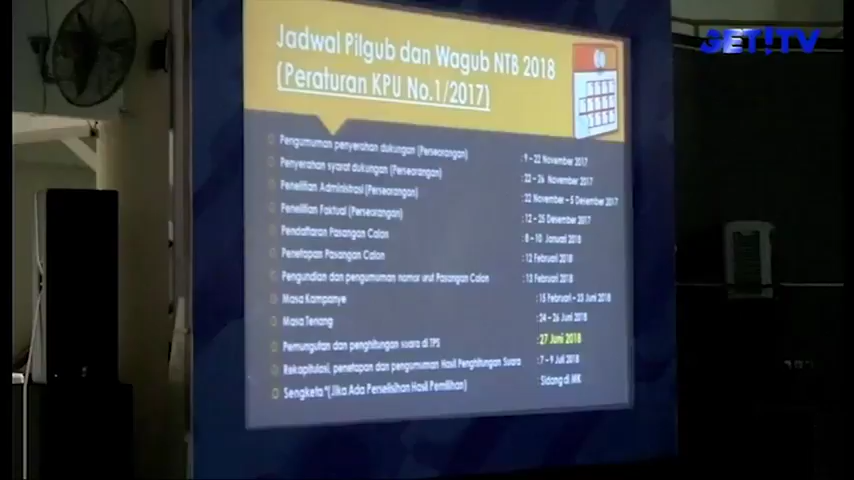 GET!TV
Jadwal Pilgub dan Wagub NTB 2018
(Peraturan KPU No.1/2017)
Pengumuman penyerahan dukungan (Perseorangan) : 9 - 22 November 2017
Penyerahan syarat dukungan (Perseorangan) : 22 - 26 November 2017
Penelitian Administrasi (Perseorangan) : 22 November - 5 Desember 2017
Penelitian Faktual (Perseorangan) : 12 - 25 Desember 2017
Pendaftaran Pasangan Calon : 8 - 10 Januari 2018
Penetapan Pasangan Calon : 12 Februari 2018
Pengundian dan pengumuman nomor urut Pasangan Calon : 13 Februari 2018
Masa Kampanye : 15 Februari - 23 Juni 2018
Masa Tenang : 24 - 26 Juni 2018
Pemungutan dan penghitungan suara di TPS : 27 Juni 2018
Rekapitulasi, penetapan dan pengumuman Hasil Penghitungan Suara : 7 - 9 Juli 2018
Sengketa *(Jika Ada Perselisihan Hasil Pemilihan) : Sidang di MK